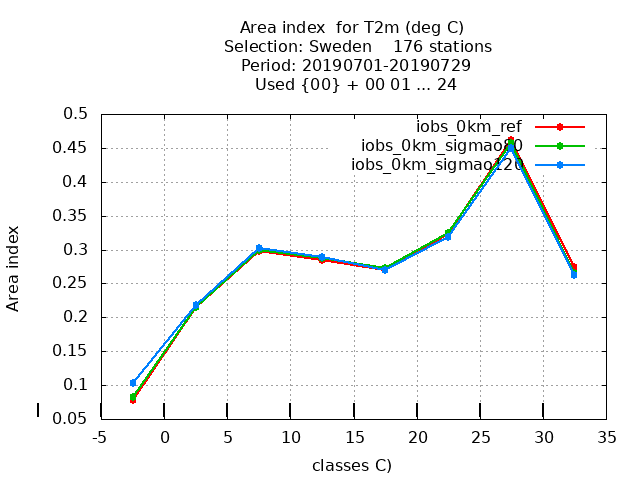 Area index  for T2m (deg C)
Selection: Sweden    176 stations
Period: 20190701-20190729
Used {00} + 00 01 ... 24
iobs_0km_ref
iobs_0km_sigmao80
iobs_0km_sigmao120
Area index
0.5
0.45
0.4
0.35
0.3
0.25
0.2
0.15
0.1
0.05
-5 0 5 10 15 20 25 30 35
classes C)